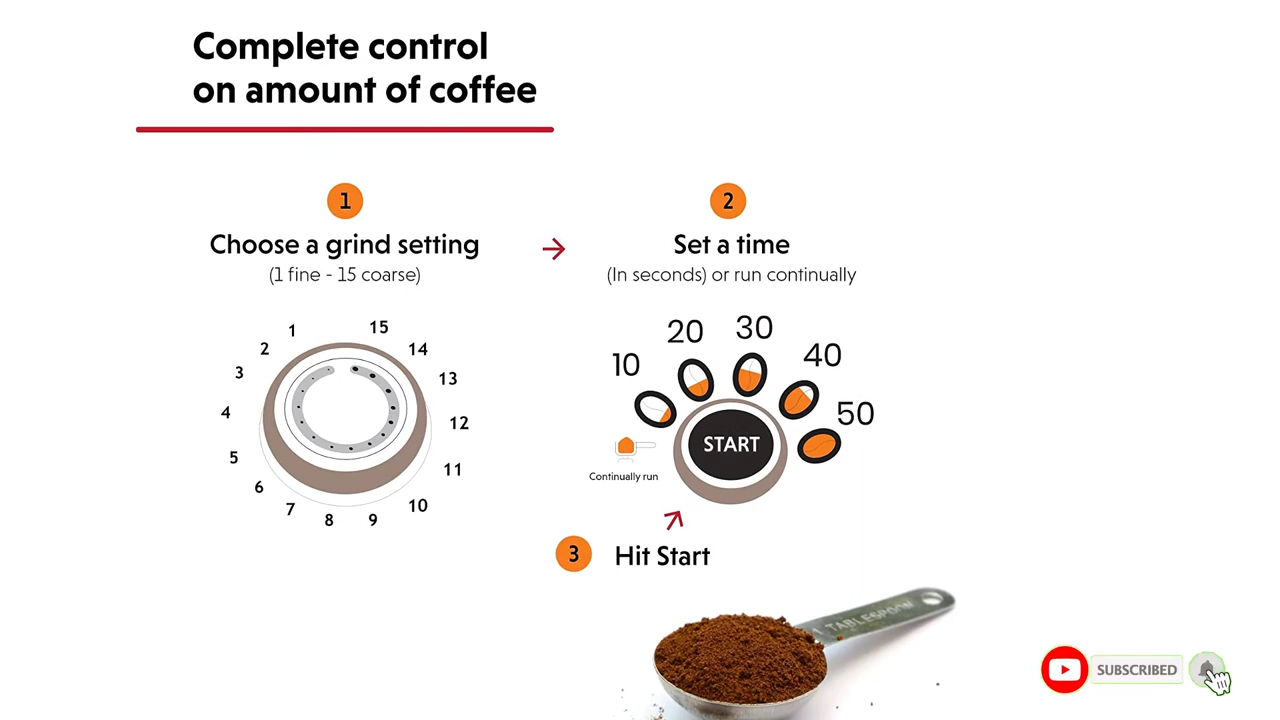 Complete control
on amount of coffee
1
Choose a grind setting
(1 fine - 15 coarse)
2
Set a time
(In seconds) or run continually
1
2
3
4
5
6
7
8
9
10
11
12
13
14
15
10
20
30
40
50
START
Continually run
3
Hit Start
1 TABLESPOON
SUBSCRIBED